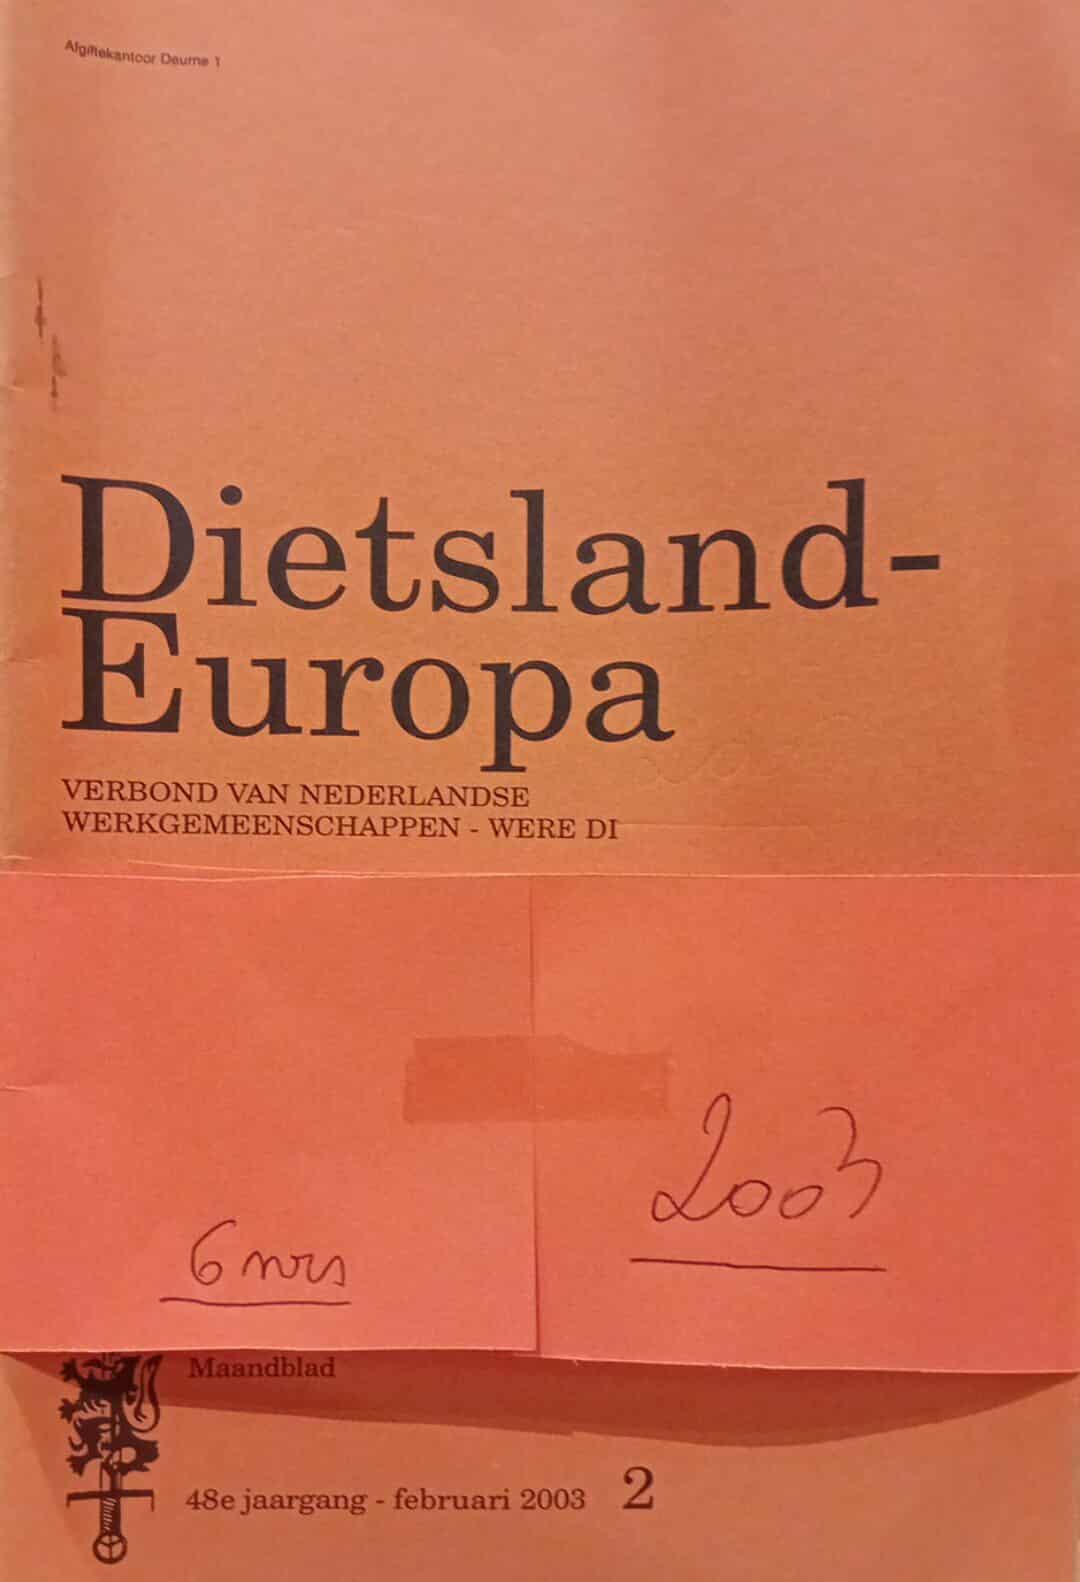 Afgiftekantoor Deurne 1
Dietsland-
Europa
VERBOND VAN NEDERLANDSE
WERKGEMEENSCHAPPEN - WERE DI
2003
6 nrs
Maandblad
48e jaargang - februari 2003 2